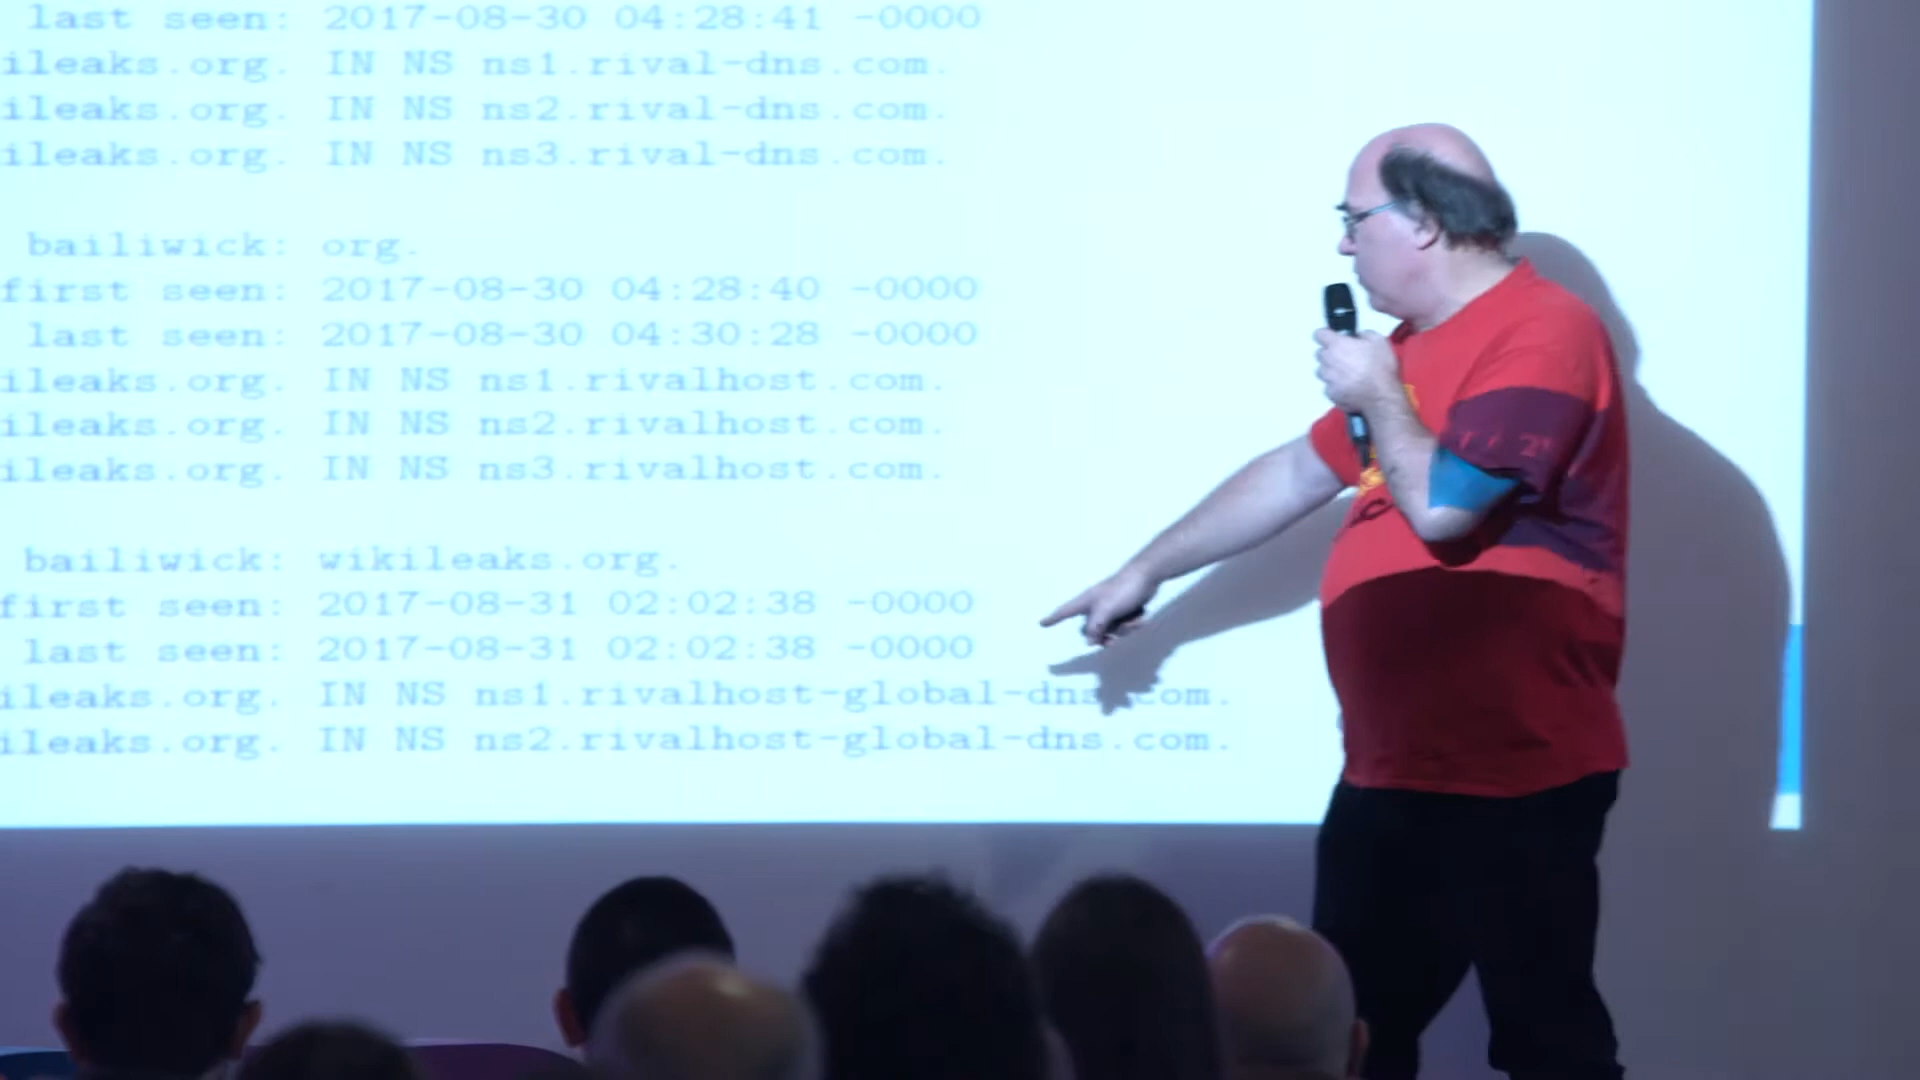 last seen: 2017-08-30 04:28:41 -0000
ileaks.org. IN NS ns1.rival-dns.com.
ileaks.org. IN NS ns2.rival-dns.com.
ileaks.org. IN NS ns3.rival-dns.com.
bailiwick: org.
first seen: 2017-08-30 04:28:40 -0000
last seen: 2017-08-30 04:30:28 -0000
ileaks.org. IN NS ns1.rivalhost.com.
ileaks.org. IN NS ns2.rivalhost.com.
ileaks.org. IN NS ns3.rivalhost.com.
bailiwick: wikileaks.org.
first seen: 2017-08-31 02:02:38 -0000
last seen: 2017-08-31 02:02:38 -0000
ileaks.org. IN NS ns1.rivalhost-global-dns.com.
ileaks.org. IN NS ns2.rivalhost-global-dns.com.